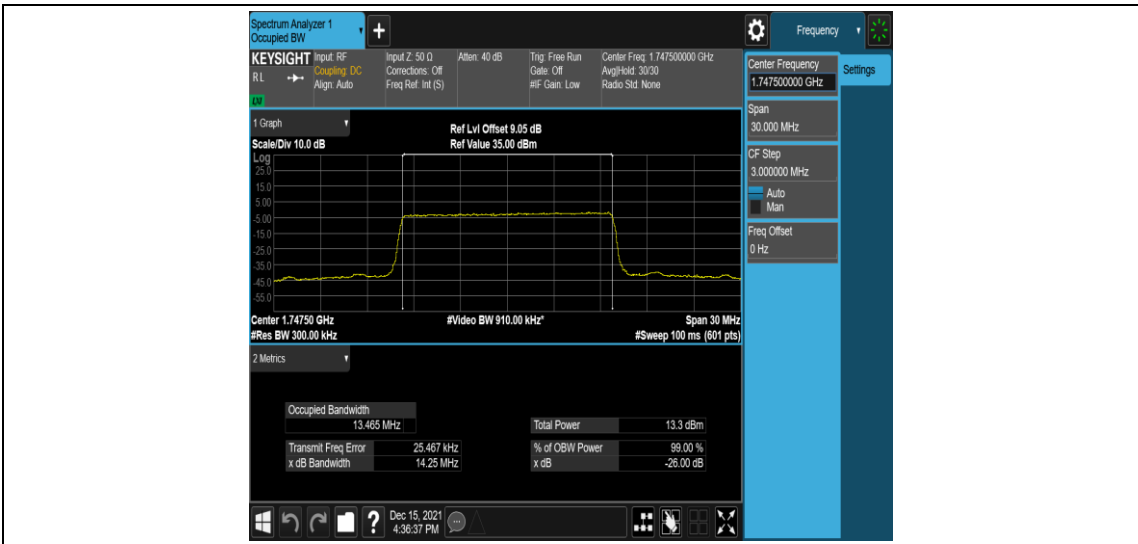 Spectrum Analyzer 1
Occupied BW
+
Frequency
KEYSIGHT Input: RF Input Z: 50 Ω Atten: 40 dB Trig: Free Run Center Freq: 1.747500000 GHz
RL Coupling: DC Corrections: Off Gate: Off Avg|Hold: 30/30
Align: Auto Freq Ref: Int (S) #IF Gain: Low Radio Std: None
LXI
Center Frequency
1.747500000 GHz
Settings
Span
30.000 MHz
CF Step
3.000000 MHz
Auto
Man
Freq Offset
0 Hz
1 Graph
Ref Lvl Offset 9.05 dB
Scale/Div 10.0 dB Ref Value 35.00 dBm
Log
25.0
15.0
5.00
-5.00
-15.0
-25.0
-35.0
-45.0
-55.0
Center 1.74750 GHz #Video BW 910.00 kHz* Span 30 MHz
#Res BW 300.00 kHz #Sweep 100 ms (601 pts)
2 Metrics
Occupied Bandwidth
13.465 MHz Total Power 13.3 dBm
Transmit Freq Error 25.467 kHz % of OBW Power 99.00 %
x dB Bandwidth 14.25 MHz x dB -26.00 dB
? Dec 15, 2021
4:36:37 PM